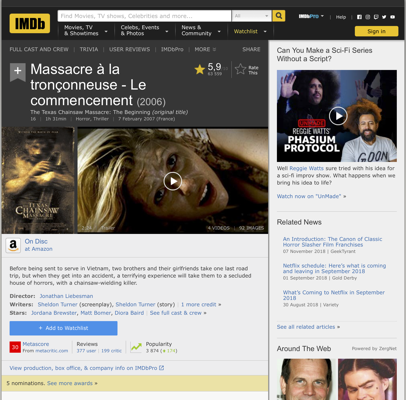 IMDb
Find Movies, TV shows, Celebrities and more...
All
IMDbPro
Help
Movies, TV
& Showtimes
Celebs, Events
& Photos
News &
Community
Watchlist
Sign in
FULL CAST AND CREW | TRIVIA | USER REVIEWS | IMDbPro | MORE
SHARE
Massacre à la
tronçonneuse - Le
commencement (2006)
5,9
Rate
This
The Texas Chainsaw Massacre: The Beginning (original title)
16 | 1h 31min | Horror, Thriller | 7 February 2007 (France)
TEXAS
CHAINSAW
MASSACRE
4 VIDEOS
92 IMAGES
On Disc
at Amazon
Before being sent to serve in Vietnam, two brothers and their girlfriends take one last road
trip, but when they get into an accident, a terrifying experience will take them to a secluded
house of horrors, with a chainsaw-wielding killer.
Director: Jonathan Liebesman
Writers: Sheldon Turner (screenplay), Sheldon Turner (story) | 1 more credit »
Stars: Jordana Brewster, Matt Bomer, Diora Baird | See full cast & crew »
+ Add to Watchlist
30
Metascore
From metacritic.com
Reviews
377 user | 199 critic
Popularity
3 874
View production, box office, & company info on IMDbPro
5 nominations. See more awards »
Can You Make a Sci-Fi Series
Without a Script?
REGGIE WATTS'
PHASIUM
PROTOCOL
Well Reggie Watts sure tried with his idea for
a sci-fi improv show. What happens when we
bring his idea to life?
Watch now on "UnMade" »
Related News
An Introduction: The Canon of Classic
Horror Slasher Film Franchises
07 November 2018 | GeekTyrant
Netflix schedule: Here's what is coming
and leaving in September 2018
01 September 2018 | Gold Derby
What's Coming to Netflix in
September 2018
30 August 2018 | Variety
See all related articles »
Around The Web
Powered by ZergNet